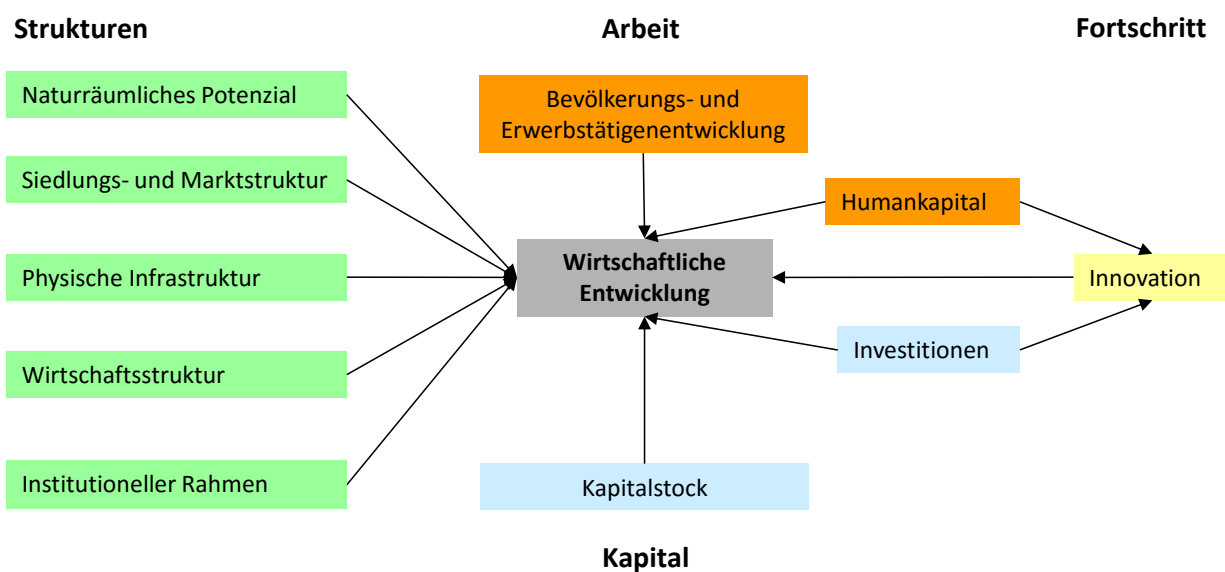 Strukturen
Arbeit
Fortschritt
Naturräumliches Potenzial
Siedlungs- und Marktstruktur
Physische Infrastruktur
Wirtschaftsstruktur
Institutioneller Rahmen
Bevölkerungs- und
Erwerbstätigenentwicklung
Humankapital
Wirtschaftliche
Entwicklung
Innovation
Investitionen
Kapitalstock
Kapital